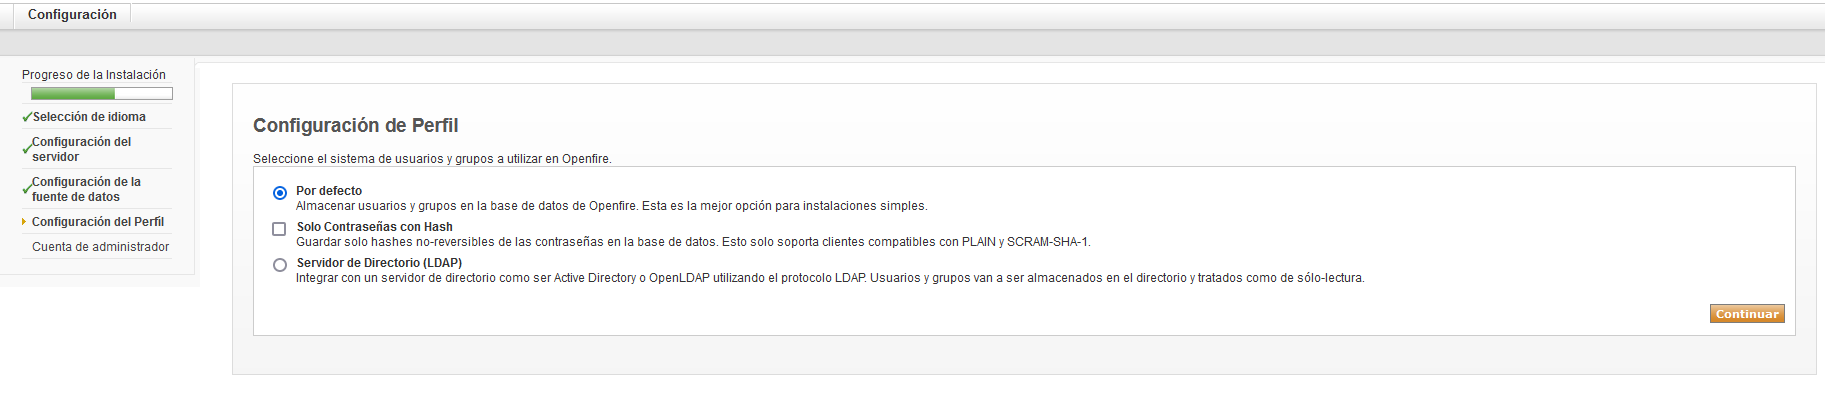 Configuración
Progreso de la Instalación
Selección de idioma
Configuración del
servidor
Configuración de la
fuente de datos
Configuración del Perfil
Cuenta de administrador
Configuración de Perfil
Seleccione el sistema de usuarios y grupos a utilizar en Openfire.
Por defecto
Almacenar usuarios y grupos en la base de datos de Openfire. Esta es la mejor opción para instalaciones simples.
Solo Contraseñas con Hash
Guardar solo hashes no-reversibles de las contraseñas en la base de datos. Esto solo soporta clientes compatibles con PLAIN y SCRAM-SHA-1.
Servidor de Directorio (LDAP)
Integrar con un servidor de directorio como ser Active Directory o OpenLDAP utilizando el protocolo LDAP. Usuarios y grupos van a ser almacenados en el directorio y tratados como de sólo-lectura.
Continuar